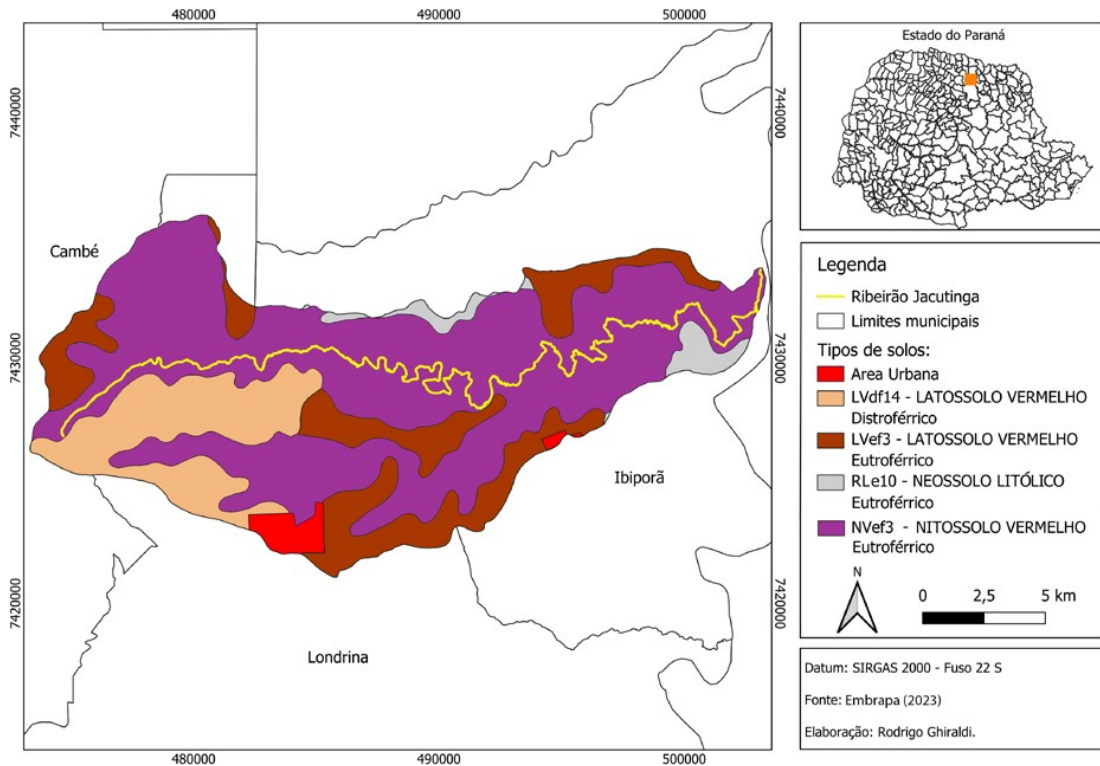 480000
490000
500000
7440000
7430000
7420000
7440000
7430000
7420000
Cambé
Ibiporã
Londrina
480000
490000
500000
Estado do Paraná
Legenda
Ribeirão Jacutinga
Limites municipais
Tipos de solos:
Area Urbana
LVdf14 - LATOSSOLO VERMELHO
Distroférrico
LVef3 - LATOSSOLO VERMELHO
Eutroférrico
RLe10 - NEOSSOLO LITÓLICO
Eutroférrico
NVef3 - NITOSSOLO VERMELHO
Eutroférrico
N
0 2,5 5 km
Datum: SIRGAS 2000 - Fuso 22 S
Fonte: Embrapa (2023)
Elaboração: Rodrigo Ghiraldi.